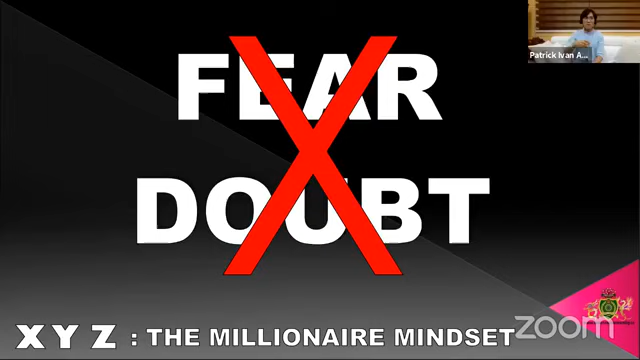 Patrick Ivan A...
FEAR
DOUBT
X Y Z : THE MILLIONAIRE MINDSET
zoom